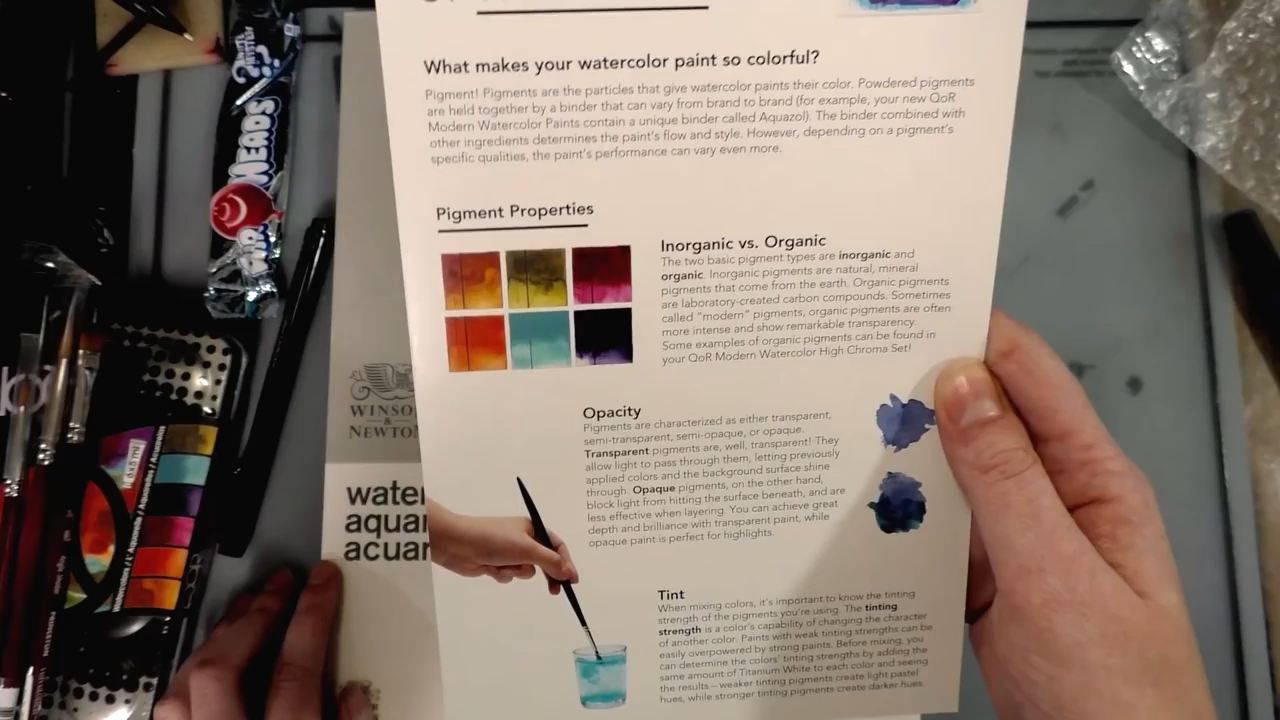 What makes your watercolor paint so colorful?
Pigment! Pigments are the particles that give watercolor paints their color. Powdered pigments
are held together by a binder that can vary from brand to brand (for example, your new QoR
Modern Watercolor Paints contain a unique binder called Aquazol). The binder combined with
other ingredients determines the paint's flow and style. However, depending on a pigment's
specific qualities, the paint's performance can vary even more.
Pigment Properties
Inorganic vs. Organic
The two basic pigment types are inorganic and
organic. Inorganic pigments are natural, mineral
pigments that come from the earth. Organic pigments
are laboratory-created carbon compounds. Sometimes
called "modern" pigments, organic pigments are often
more intense and show remarkable transparency.
Some examples of organic pigments can be found in
your QoR Modern Watercolor High Chroma Set!
Opacity
Pigments are characterized as either transparent,
semi-transparent, semi-opaque, or opaque.
Transparent pigments are, well, transparent! They
allow light to pass through them, letting previously
applied colors and the background surface shine
through. Opaque pigments, on the other hand,
block light from hitting the surface beneath, and are
less effective when layering. You can achieve great
depth and brilliance with transparent paint, while
opaque paint is perfect for highlights.
Tint
When mixing colors, it's important to know the tinting
strength of the pigments you're using. The tinting
strength is a color's capability of changing the character
of another color. Paints with weak tinting strengths can be
easily overpowered by strong paints. Before mixing, you
can determine the colors' tinting strengths by adding the
same amount of Titanium White to each color and seeing
the results – weaker tinting pigments create light pastel
hues, while stronger tinting pigments create darker hues.
WINSO
& NEWTON
water
aquar
acuar
HEADS
6x5ml
watercolors / L'Aquarelle / Aquarelles / Acuarelas